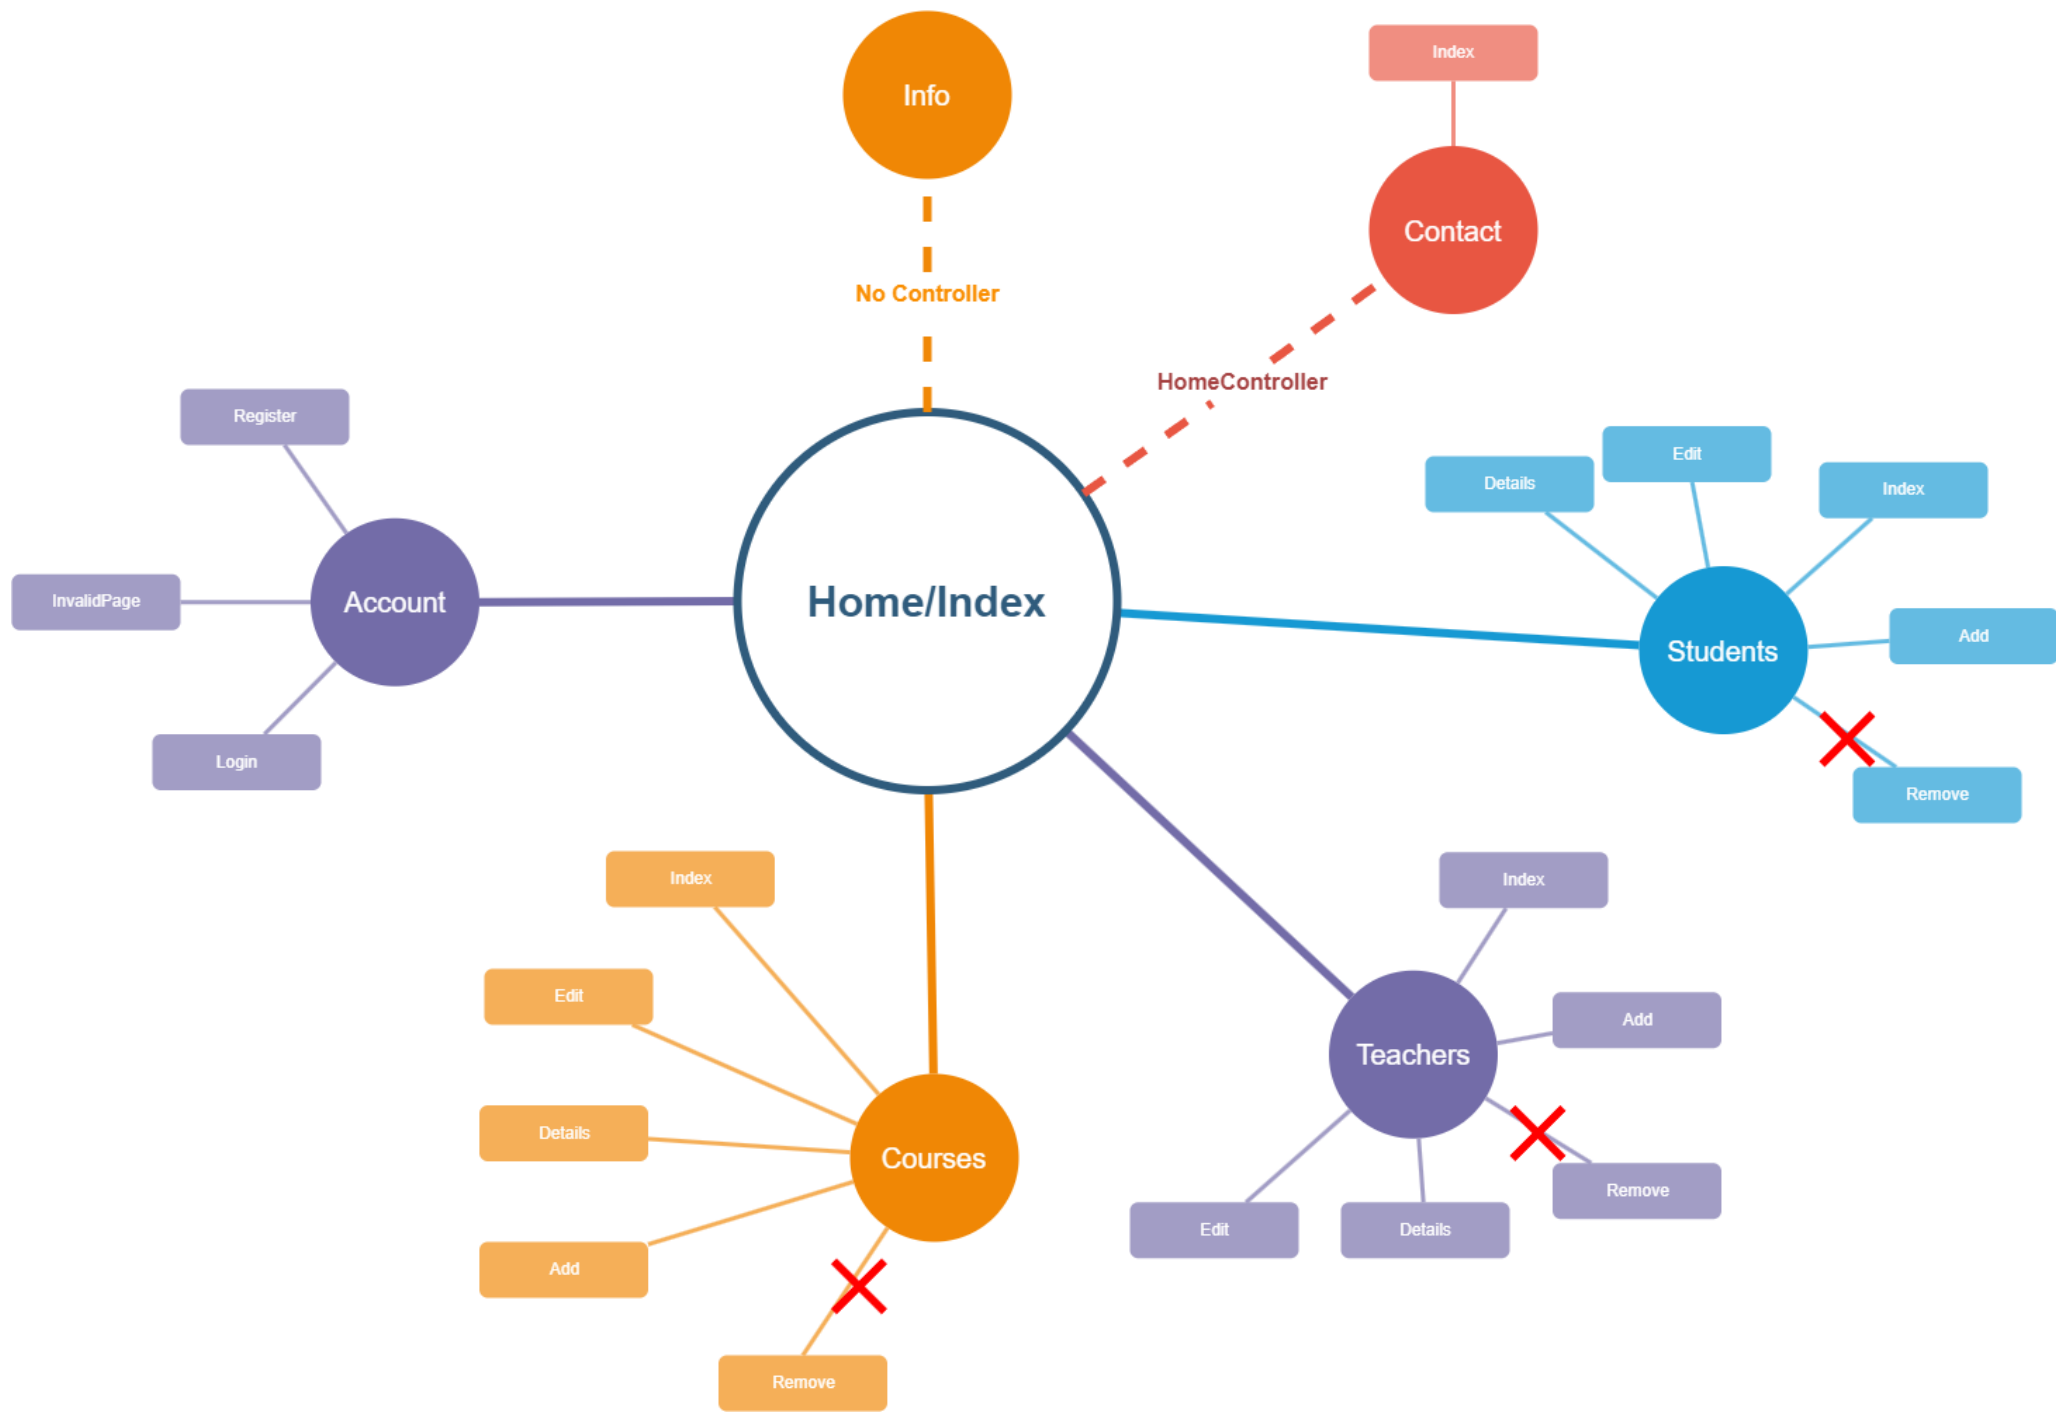 Index
Info
Contact
No Controller
HomeController
Register
Edit
Details
Index
InvalidPage
Account
Home/Index
Add
Students
Login
Remove
Index
Index
Edit
Add
Teachers
Details
Courses
Remove
Edit
Details
Add
Remove